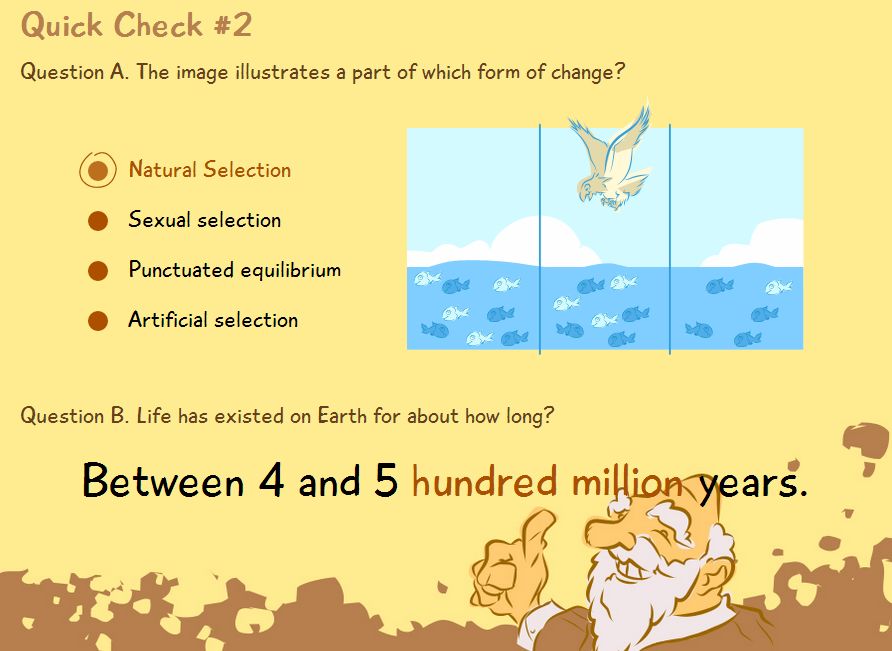 Quick Check #2
Question A. The image illustrates a part of which form of change?
Natural Selection
Sexual selection
Punctuated equilibrium
Artificial selection
Question B. Life has existed on Earth for about how long?
Between 4 and 5 hundred million years.